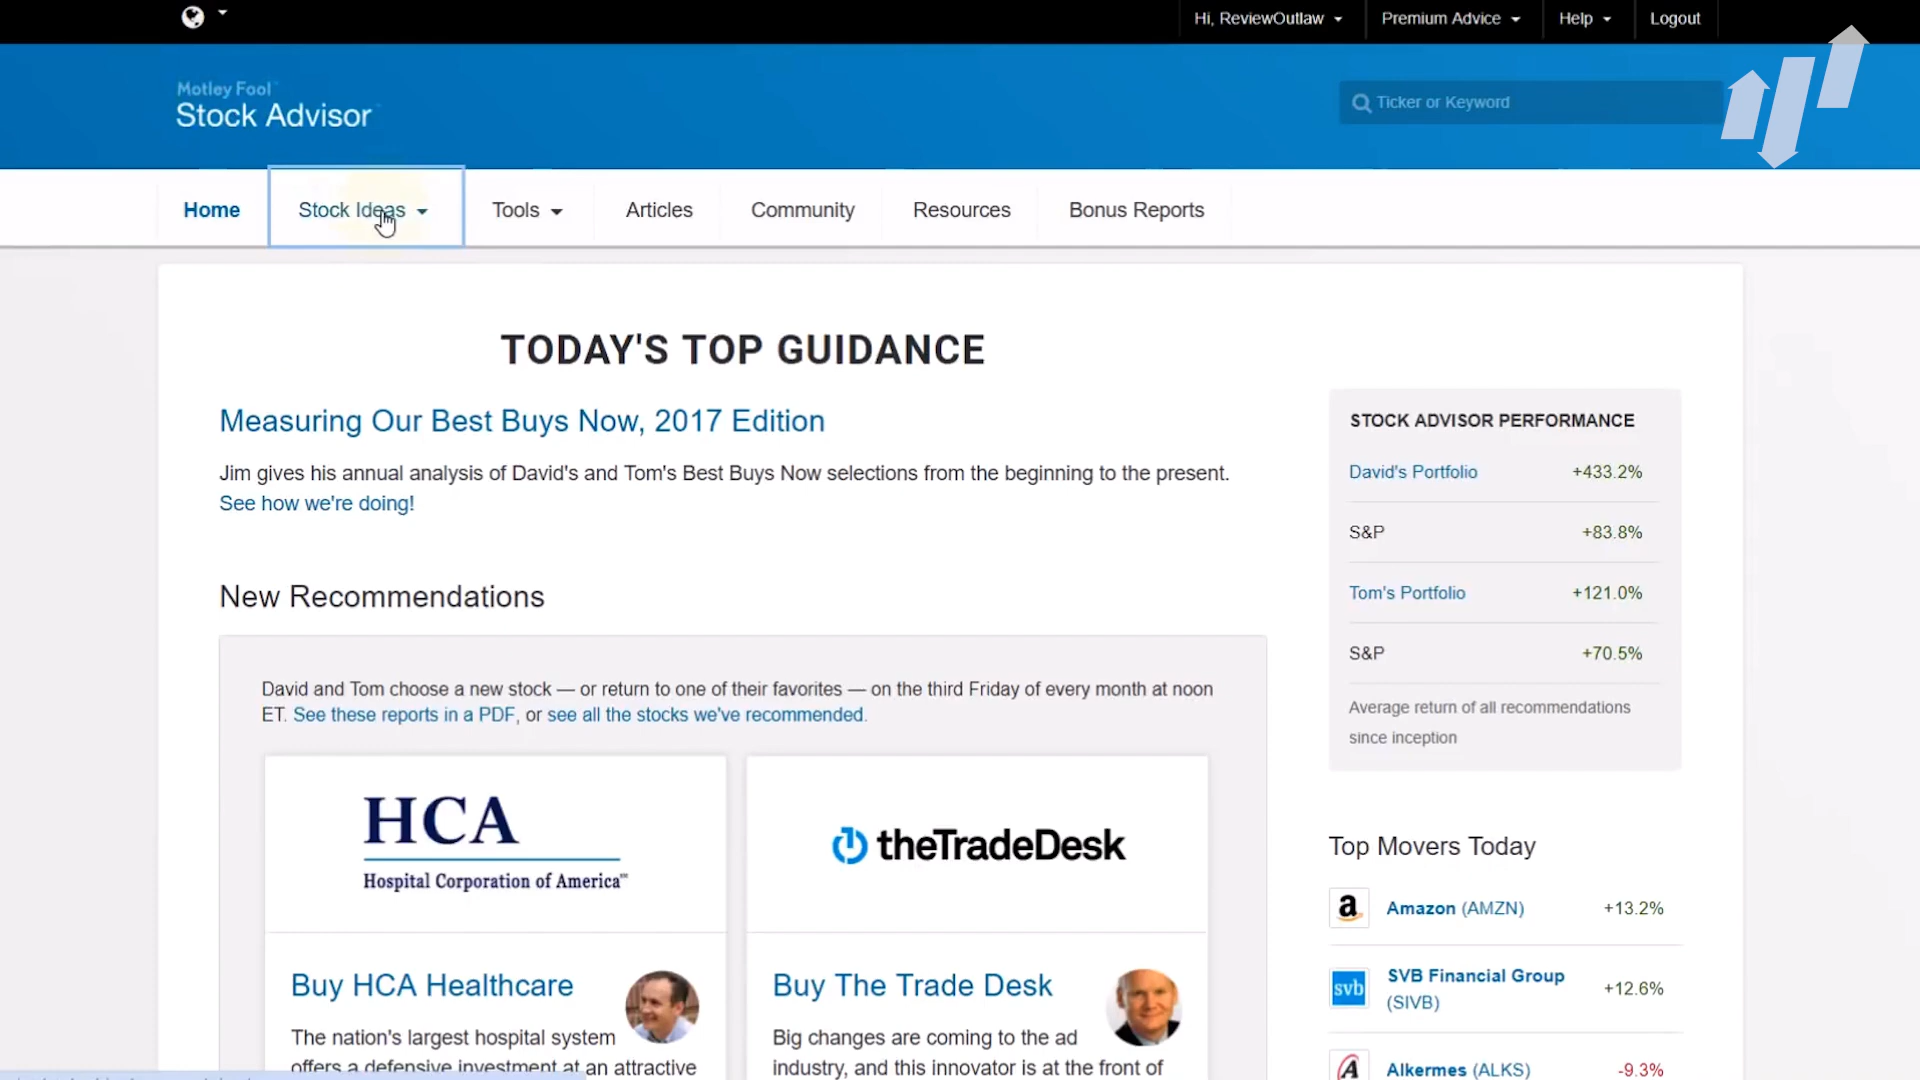 Hi, ReviewOutlaw
Premium Advice
Help
Logout
Motley Fool
Stock Advisor
Ticker or Keyword
Home
Stock Ideas
Tools
Articles
Community
Resources
Bonus Reports
TODAY'S TOP GUIDANCE
Measuring Our Best Buys Now, 2017 Edition
Jim gives his annual analysis of David's and Tom's Best Buys Now selections from the beginning to the present.
See how we're doing!
New Recommendations
David and Tom choose a new stock — or return to one of their favorites — on the third Friday of every month at noon
ET. See these reports in a PDF, or see all the stocks we've recommended.
HCA
Hospital Corporation of America℠
theTradeDesk
Buy HCA Healthcare
The nation's largest hospital system
offers a defensive investment at an attractive
Buy The Trade Desk
Big changes are coming to the ad
industry, and this innovator is at the front of
STOCK ADVISOR PERFORMANCE
David's Portfolio +433.2%
S&P +83.8%
Tom's Portfolio +121.0%
S&P +70.5%
Average return of all recommendations
since inception
Top Movers Today
a Amazon (AMZN) +13.2%
svb SVB Financial Group
(SIVB) +12.6%
Alkermes (ALKS) -9.3%